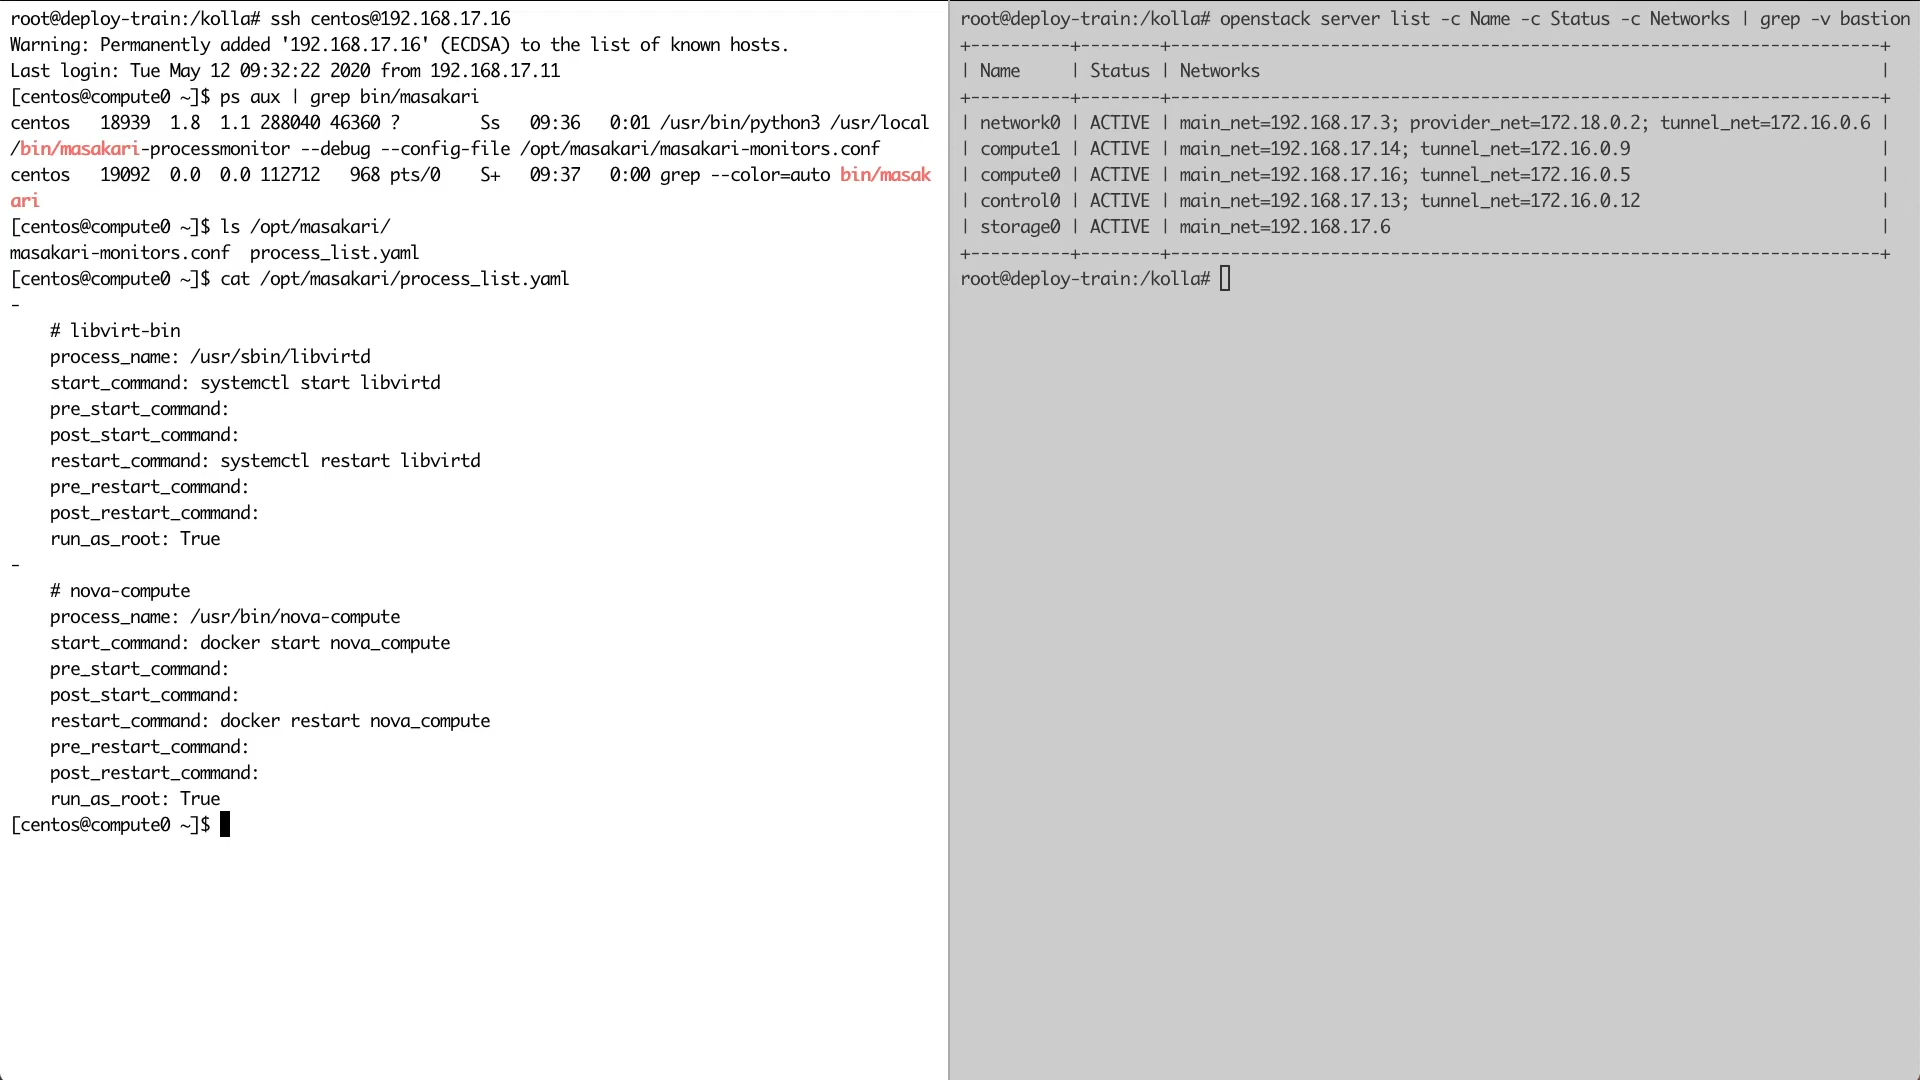 root@deploy-train:/kolla# ssh centos@192.168.17.16
Warning: Permanently added '192.168.17.16' (ECDSA) to the list of known hosts.
Last login: Tue May 12 09:32:22 2020 from 192.168.17.11
[centos@compute0 ~]$ ps aux | grep bin/masakari
centos   18939  1.8  1.1 288040 46360 ?        Ss   09:36   0:01 /usr/bin/python3 /usr/local
/bin/masakari-processmonitor --debug --config-file /opt/masakari/masakari-monitors.conf
centos   19092  0.0  0.0 112712   968 pts/0    S+   09:37   0:00 grep --color=auto bin/masak
ari
[centos@compute0 ~]$ ls /opt/masakari/
masakari-monitors.conf  process_list.yaml
[centos@compute0 ~]$ cat /opt/masakari/process_list.yaml
-
    # libvirt-bin
    process_name: /usr/sbin/libvirtd
    start_command: systemctl start libvirtd
    pre_start_command:
    post_start_command:
    restart_command: systemctl restart libvirtd
    pre_restart_command:
    post_restart_command:
    run_as_root: True
-
    # nova-compute
    process_name: /usr/bin/nova-compute
    start_command: docker start nova_compute
    pre_start_command:
    post_start_command:
    restart_command: docker restart nova_compute
    pre_restart_command:
    post_restart_command:
    run_as_root: True
[centos@compute0 ~]$
root@deploy-train:/kolla# openstack server list -c Name -c Status -c Networks | grep -v bastion
+----------+--------+-----------------------------------------------------------------------+
| Name     | Status | Networks                                                              |
+----------+--------+-----------------------------------------------------------------------+
| network0 | ACTIVE | main_net=192.168.17.3; provider_net=172.18.0.2; tunnel_net=172.16.0.6 |
| compute1 | ACTIVE | main_net=192.168.17.14; tunnel_net=172.16.0.9                         |
| compute0 | ACTIVE | main_net=192.168.17.16; tunnel_net=172.16.0.5                         |
| control0 | ACTIVE | main_net=192.168.17.13; tunnel_net=172.16.0.12                        |
| storage0 | ACTIVE | main_net=192.168.17.6                                                 |
+----------+--------+-----------------------------------------------------------------------+
root@deploy-train:/kolla#